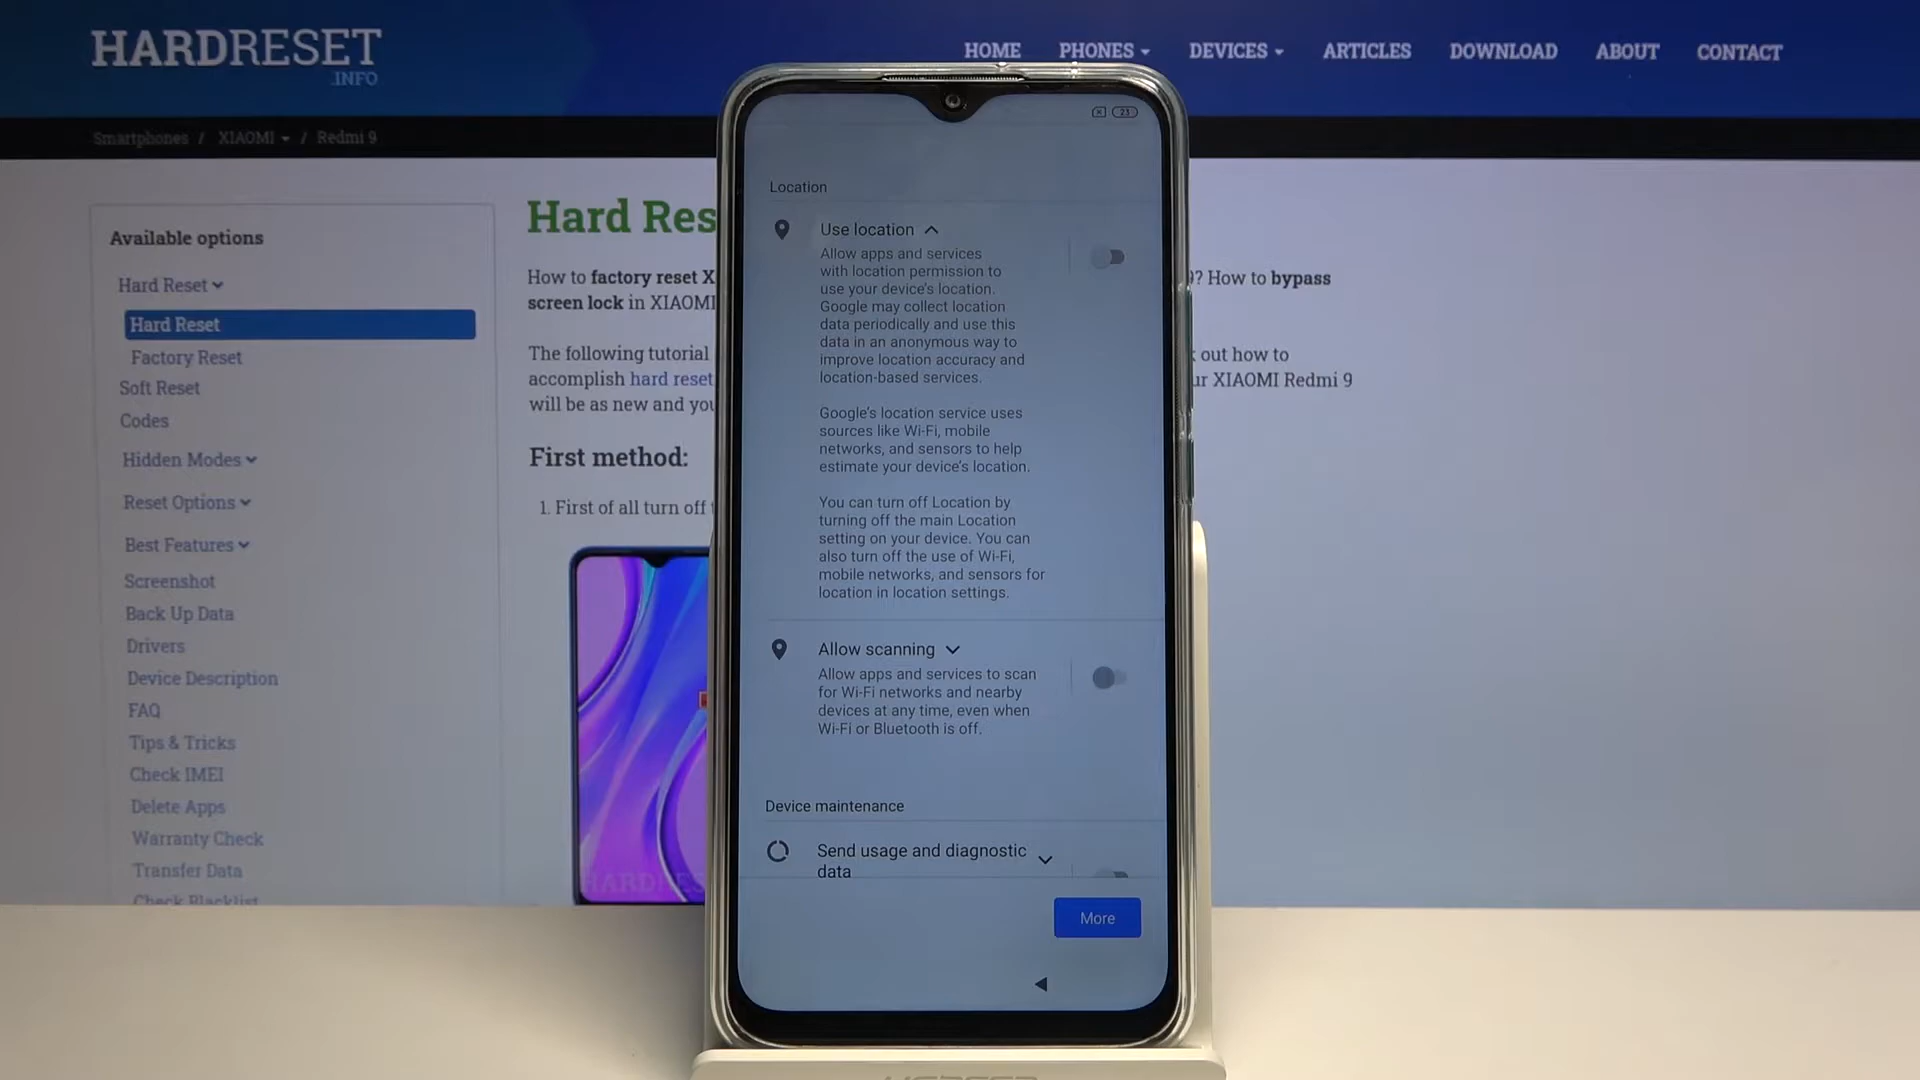 HARDRESET
.INFO
HOME PHONES DEVICES ARTICLES DOWNLOAD ABOUT CONTACT
Smartphones / XIAOMI / Redmi 9
Available options
Hard Reset
Hard Reset
Factory Reset
Soft Reset
Codes
Hidden Modes
Reset Options
Best Features
Screenshot
Back Up Data
Drivers
Device Description
FAQ
Tips & Tricks
Check IMEI
Delete Apps
Warranty Check
Transfer Data
Check Blacklist
Hard Res
How to factory reset X
9? How to bypass
screen lock in XIAOMI
The following tutorial
out how to
accomplish hard reset
ur XIAOMI Redmi 9
will be as new and you
First method:
1. First of all turn off
HARDRES
23
Location
Use location
Allow apps and services
with location permission to
use your device's location.
Google may collect location
data periodically and use this
data in an anonymous way to
improve location accuracy and
location-based services.
Google's location service uses
sources like Wi-Fi, mobile
networks, and sensors to help
estimate your device's location.
You can turn off Location by
turning off the main Location
setting on your device. You can
also turn off the use of Wi-Fi,
mobile networks, and sensors for
location in location settings.
Allow scanning
Allow apps and services to scan
for Wi-Fi networks and nearby
devices at any time, even when
Wi-Fi or Bluetooth is off.
Device maintenance
Send usage and diagnostic
data
More